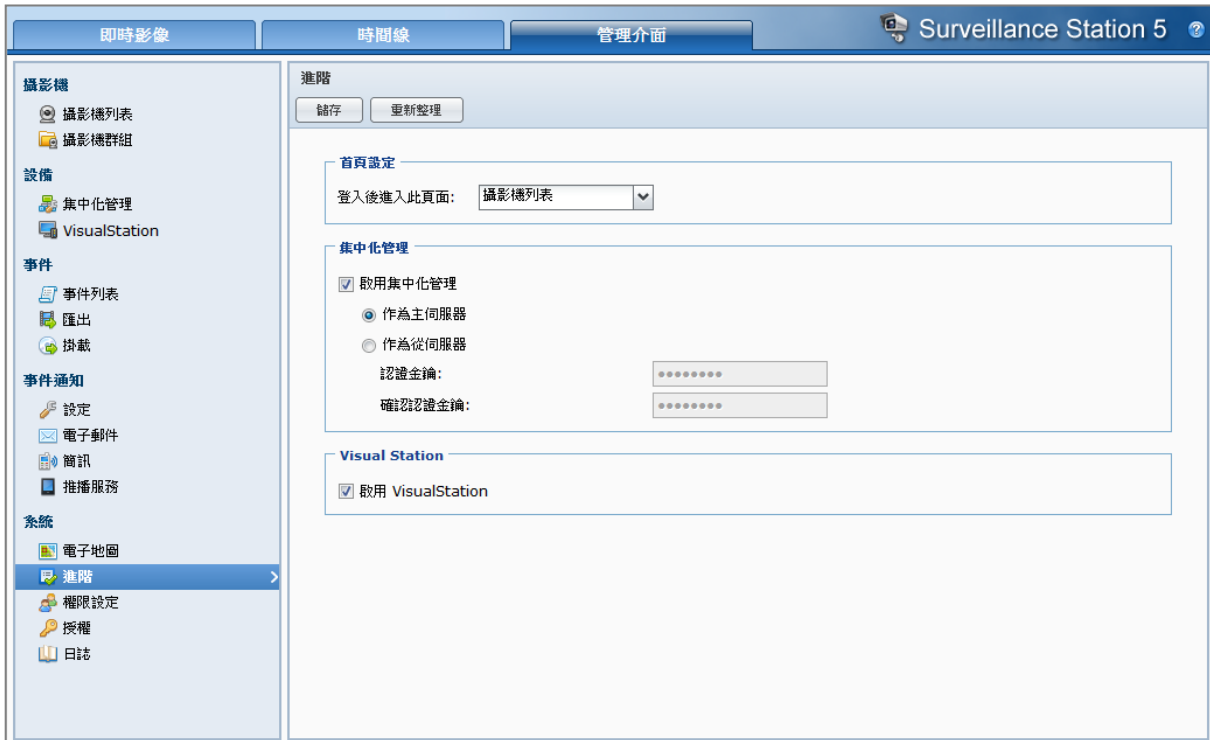 即時影像
時間線
管理介面
Surveillance Station 5
攝影機
攝影機列表
攝影機群組
設備
集中化管理
VisualStation
事件
事件列表
匯出
掛載
事件通知
設定
電子郵件
簡訊
推播服務
系統
電子地圖
進階
權限設定
授權
日誌
進階
儲存
重新整理
首頁設定
登入後進入此頁面: 攝影機列表
集中化管理
啟用集中化管理
作為主伺服器
作為從伺服器
認證金鑰:
確認認證金鑰:
Visual Station
啟用 VisualStation